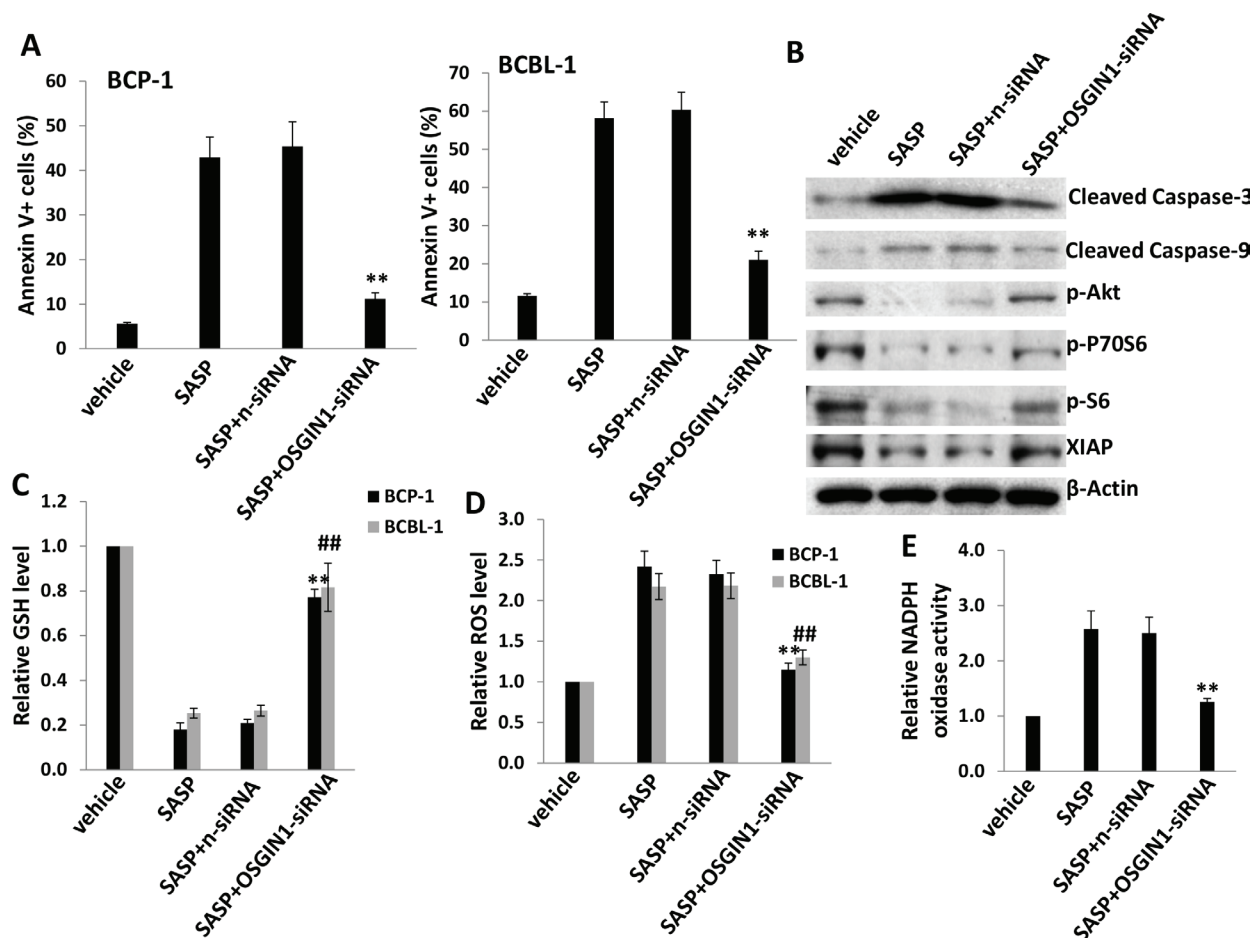 A
BCP-1
Annexin V+ cells (%)
60
50
40
30
20
10
0
**
vehicle
SASP
SASP+n-siRNA
SASP+OSGIN1-siRNA
BCBL-1
Annexin V+ cells (%)
70
60
50
40
30
20
10
0
**
vehicle
SASP
SASP+n-siRNA
SASP+OSGIN1-siRNA
B
vehicle
SASP
SASP+n-siRNA
SASP+OSGIN1-siRNA
Cleaved Caspase-3
Cleaved Caspase-9
p-Akt
p-P70S6
p-S6
XIAP
β-Actin
C
Relative GSH level
1.2
1.0
0.8
0.6
0.4
0.2
0.0
BCP-1
BCBL-1
##
**
vehicle
SASP
SASP+n-siRNA
SASP+OSGIN1-siRNA
D
Relative ROS level
3.0
2.5
2.0
1.5
1.0
0.5
0.0
BCP-1
BCBL-1
##
**
vehicle
SASP
SASP+n-siRNA
SASP+OSGIN1-siRNA
E
Relative NADPH
oxidase activity
4.0
3.0
2.0
1.0
0.0
**
vehicle
SASP
SASP+n-siRNA
SASP+OSGIN1-siRNA